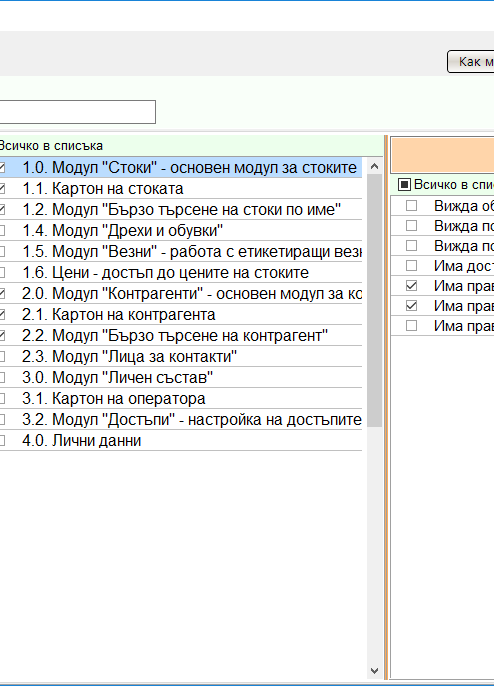 Как м
Всичко в списъка
1.0. Модул "Стоки" - основен модул за стоките
1.1. Картон на стоката
1.2. Модул "Бързо търсене на стоки по име"
1.4. Модул "Дрехи и обувки"
1.5. Модул "Везни" - работа с етикетиращи везн
1.6. Цени - достъп до цените на стоките
2.0. Модул "Контрагенти" - основен модул за ко
2.1. Картон на контрагента
2.2. Модул "Бързо търсене на контрагент"
2.3. Модул "Лица за контакти"
3.0. Модул "Личен състав"
3.1. Картон на оператора
3.2. Модул "Достъпи" - настройка на достъпите
4.0. Лични данни
Всичко в спис
Вижда об
Вижда по
Вижда по
Има дост
Има прав
Има прав
Има прав